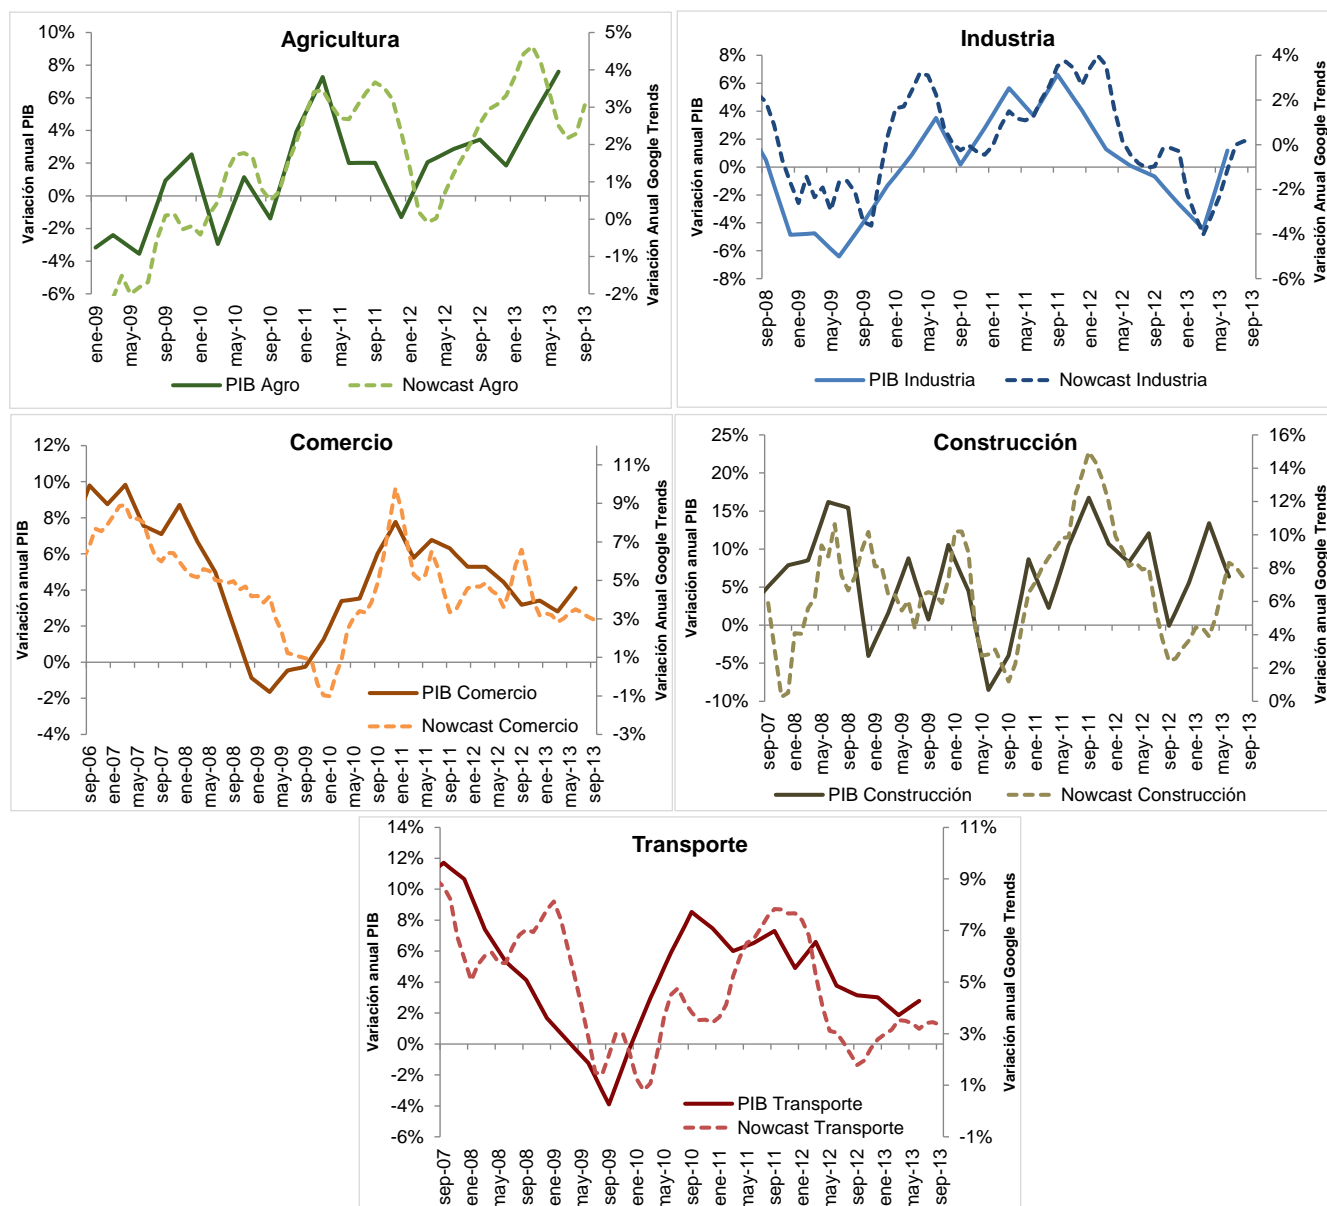 Agricultura
Variación anual PIB
10%
8%
6%
4%
2%
0%
-2%
-4%
-6%
5%
4%
3%
2%
1%
0%
-1%
-2%
Variación Anual Google Trends
ene-09
may-09
sep-09
ene-10
may-10
sep-10
ene-11
may-11
sep-11
ene-12
may-12
sep-12
ene-13
may-13
sep-13
PIB Agro
Nowcast Agro
Industria
Variación anual PIB
8%
6%
4%
2%
0%
-2%
-4%
-6%
-8%
4%
2%
0%
-2%
-4%
-6%
Variación Anual Google Trends
sep-08
ene-09
may-09
sep-09
ene-10
may-10
sep-10
ene-11
may-11
sep-11
ene-12
may-12
sep-12
ene-13
may-13
sep-13
PIB Industria
Nowcast Industria
Comercio
Variación anual PIB
12%
10%
8%
6%
4%
2%
0%
-2%
-4%
11%
9%
7%
5%
3%
1%
-1%
-3%
Variación Anual Google Trends
PIB Comercio
Nowcast Comercio
sep-06
ene-07
may-07
sep-07
ene-08
may-08
sep-08
ene-09
may-09
sep-09
ene-10
may-10
sep-10
ene-11
may-11
sep-11
ene-12
may-12
sep-12
ene-13
may-13
sep-13
Construcción
Variación anual PIB
25%
20%
15%
10%
5%
0%
-5%
-10%
16%
14%
12%
10%
8%
6%
4%
2%
0%
Variación Anual Google Trends
sep-07
ene-08
may-08
sep-08
ene-09
may-09
sep-09
ene-10
may-10
sep-10
ene-11
may-11
sep-11
ene-12
may-12
sep-12
ene-13
may-13
sep-13
PIB Construcción
Nowcast Construcción
Transporte
Variación anual PIB
14%
12%
10%
8%
6%
4%
2%
0%
-2%
-4%
-6%
11%
9%
7%
5%
3%
1%
-1%
Variación anual Google Trends
PIB Transporte
Nowcast Transporte
sep-07
ene-08
may-08
sep-08
ene-09
may-09
sep-09
ene-10
may-10
sep-10
ene-11
may-11
sep-11
ene-12
may-12
sep-12
ene-13
may-13
sep-13